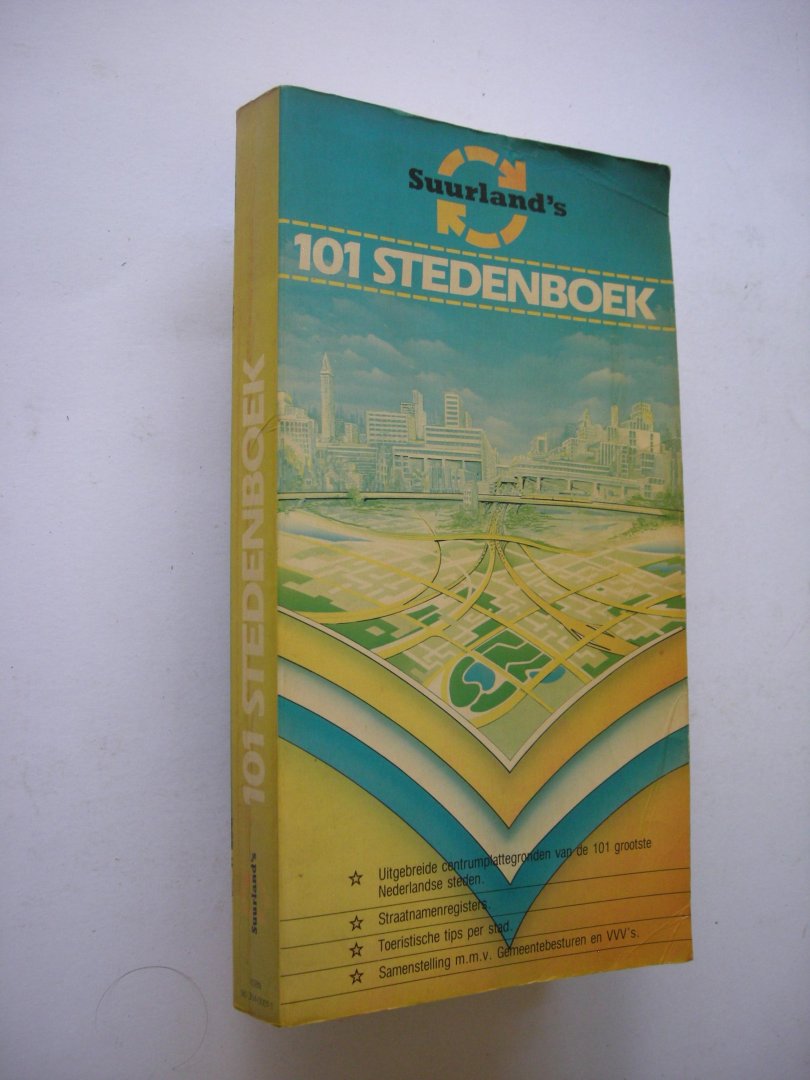 Suurland's
101 STEDENBOEK
☆ Uitgebreide centrumplattegronden van de 101 grootste
Nederlandse steden.
☆ Straatnamenregisters.
☆ Toeristische tips per stad.
☆ Samenstelling m.m.v. Gemeentebesturen en VVV's.
101 STEDENBOEK
Suurland's
ISBN